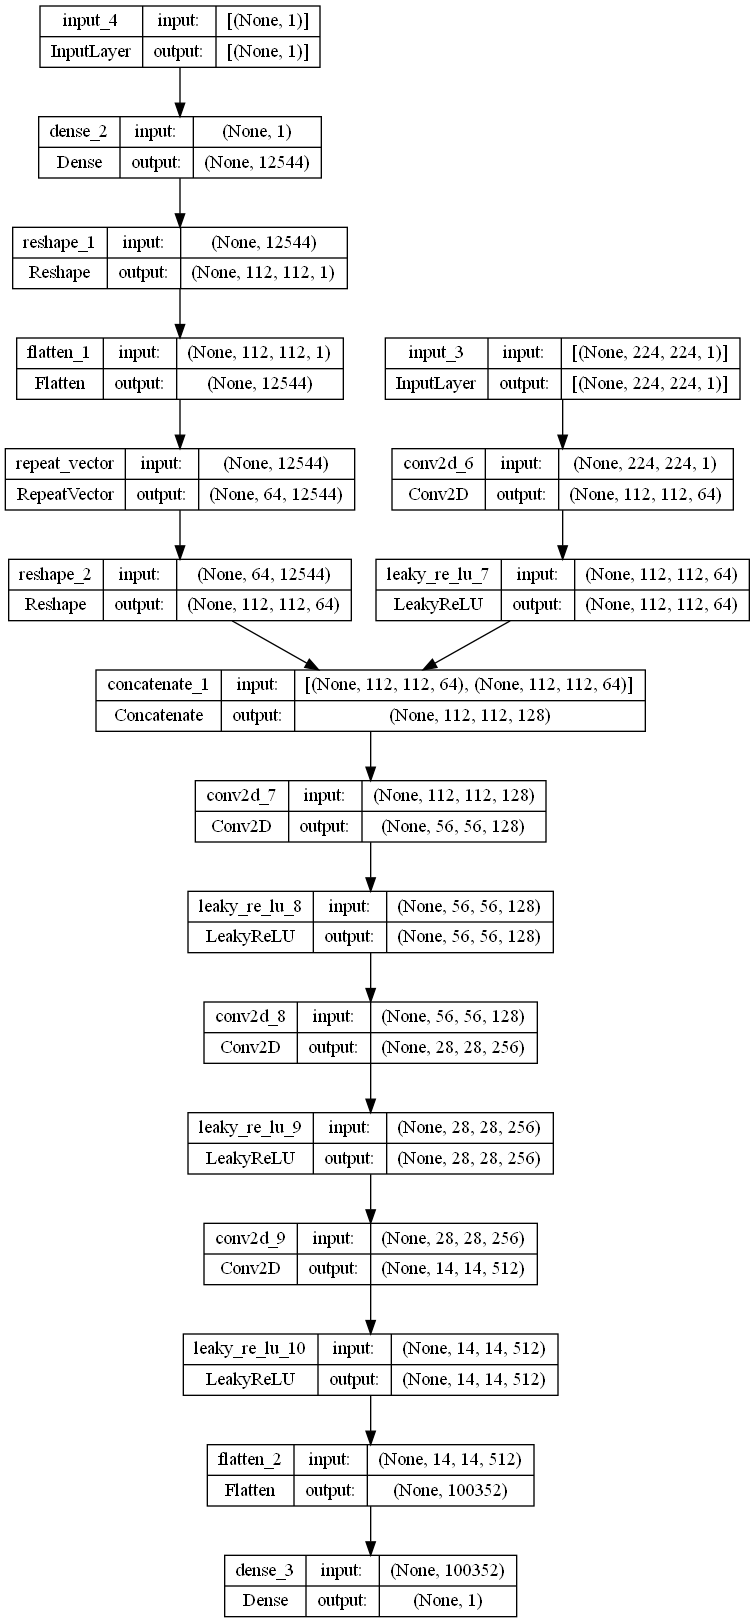 input_4 input: [(None, 1)]
InputLayer output: [(None, 1)]
dense_2 input: (None, 1)
Dense output: (None, 12544)
reshape_1 input: (None, 12544)
Reshape output: (None, 112, 112, 1)
flatten_1 input: (None, 112, 112, 1)
Flatten output: (None, 12544)
input_3 input: [(None, 224, 224, 1)]
InputLayer output: [(None, 224, 224, 1)]
repeat_vector input: (None, 12544)
RepeatVector output: (None, 64, 12544)
conv2d_6 input: (None, 224, 224, 1)
Conv2D output: (None, 112, 112, 64)
reshape_2 input: (None, 64, 12544)
Reshape output: (None, 112, 112, 64)
leaky_re_lu_7 input: (None, 112, 112, 64)
LeakyReLU output: (None, 112, 112, 64)
concatenate_1 input: [(None, 112, 112, 64), (None, 112, 112, 64)]
Concatenate output: (None, 112, 112, 128)
conv2d_7 input: (None, 112, 112, 128)
Conv2D output: (None, 56, 56, 128)
leaky_re_lu_8 input: (None, 56, 56, 128)
LeakyReLU output: (None, 56, 56, 128)
conv2d_8 input: (None, 56, 56, 128)
Conv2D output: (None, 28, 28, 256)
leaky_re_lu_9 input: (None, 28, 28, 256)
LeakyReLU output: (None, 28, 28, 256)
conv2d_9 input: (None, 28, 28, 256)
Conv2D output: (None, 14, 14, 512)
leaky_re_lu_10 input: (None, 14, 14, 512)
LeakyReLU output: (None, 14, 14, 512)
flatten_2 input: (None, 14, 14, 512)
Flatten output: (None, 100352)
dense_3 input: (None, 100352)
Dense output: (None, 1)